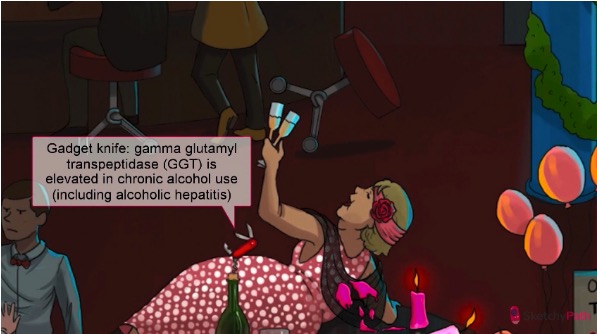 Gadget knife: gamma glutamyl
transpeptidase (GGT) is
elevated in chronic alcohol use
(including alcoholic hepatitis)
SketchyPath